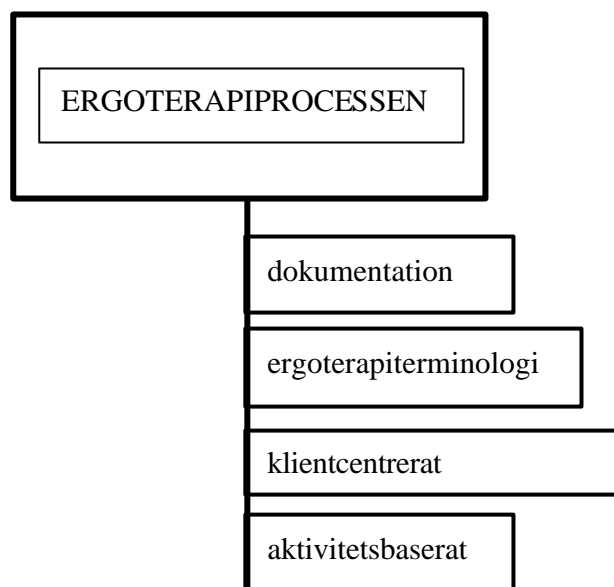 ERGOTERAPIPROCESSEN
dokumentation
ergoterapiterminologi
klientcentrerat
aktivitetsbaserat